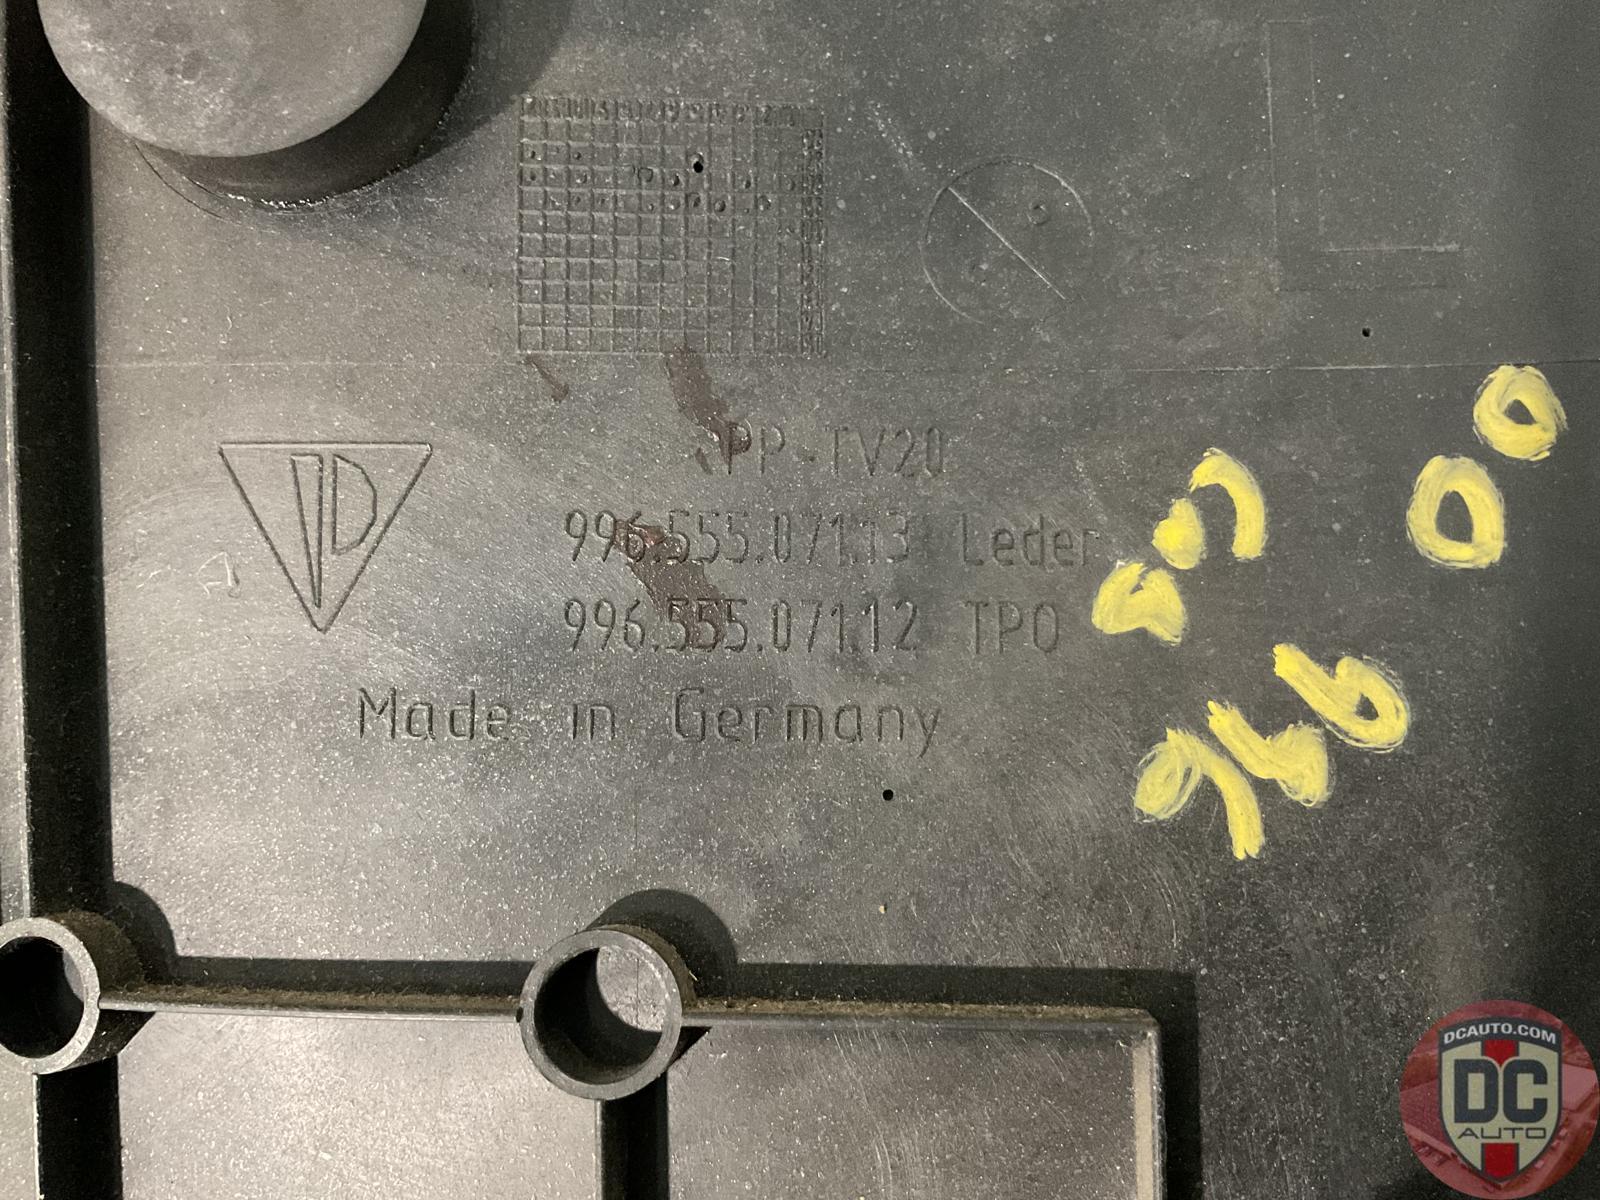 PP-TV20
996.555.071.13 Leder
996.555.071.12 TPO
Made in Germany
00
DCAUTO.COM
DC
AUTO